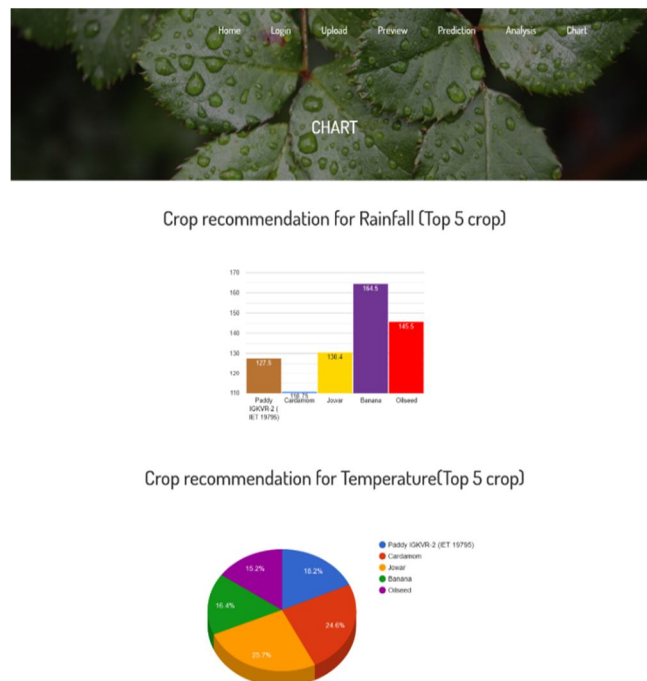 Home Login Upload Preview Prediction Analysis Chart
CHART
Crop recommendation for Rainfall (Top 5 crop)
170
160
150
140
130
120
110
127.5
130.4
164.5
145.5
Paddy
IGKVR-2 (
IET 19795)
Cardamom
Jowar
Banana
Oilseed
Crop recommendation for Temperature(Top 5 crop)
Paddy IGKVR-2 (IET 19795)
Cardamom
Jowar
Banana
Oilseed
15.2%
18.2%
16.4%
24.6%
25.7%